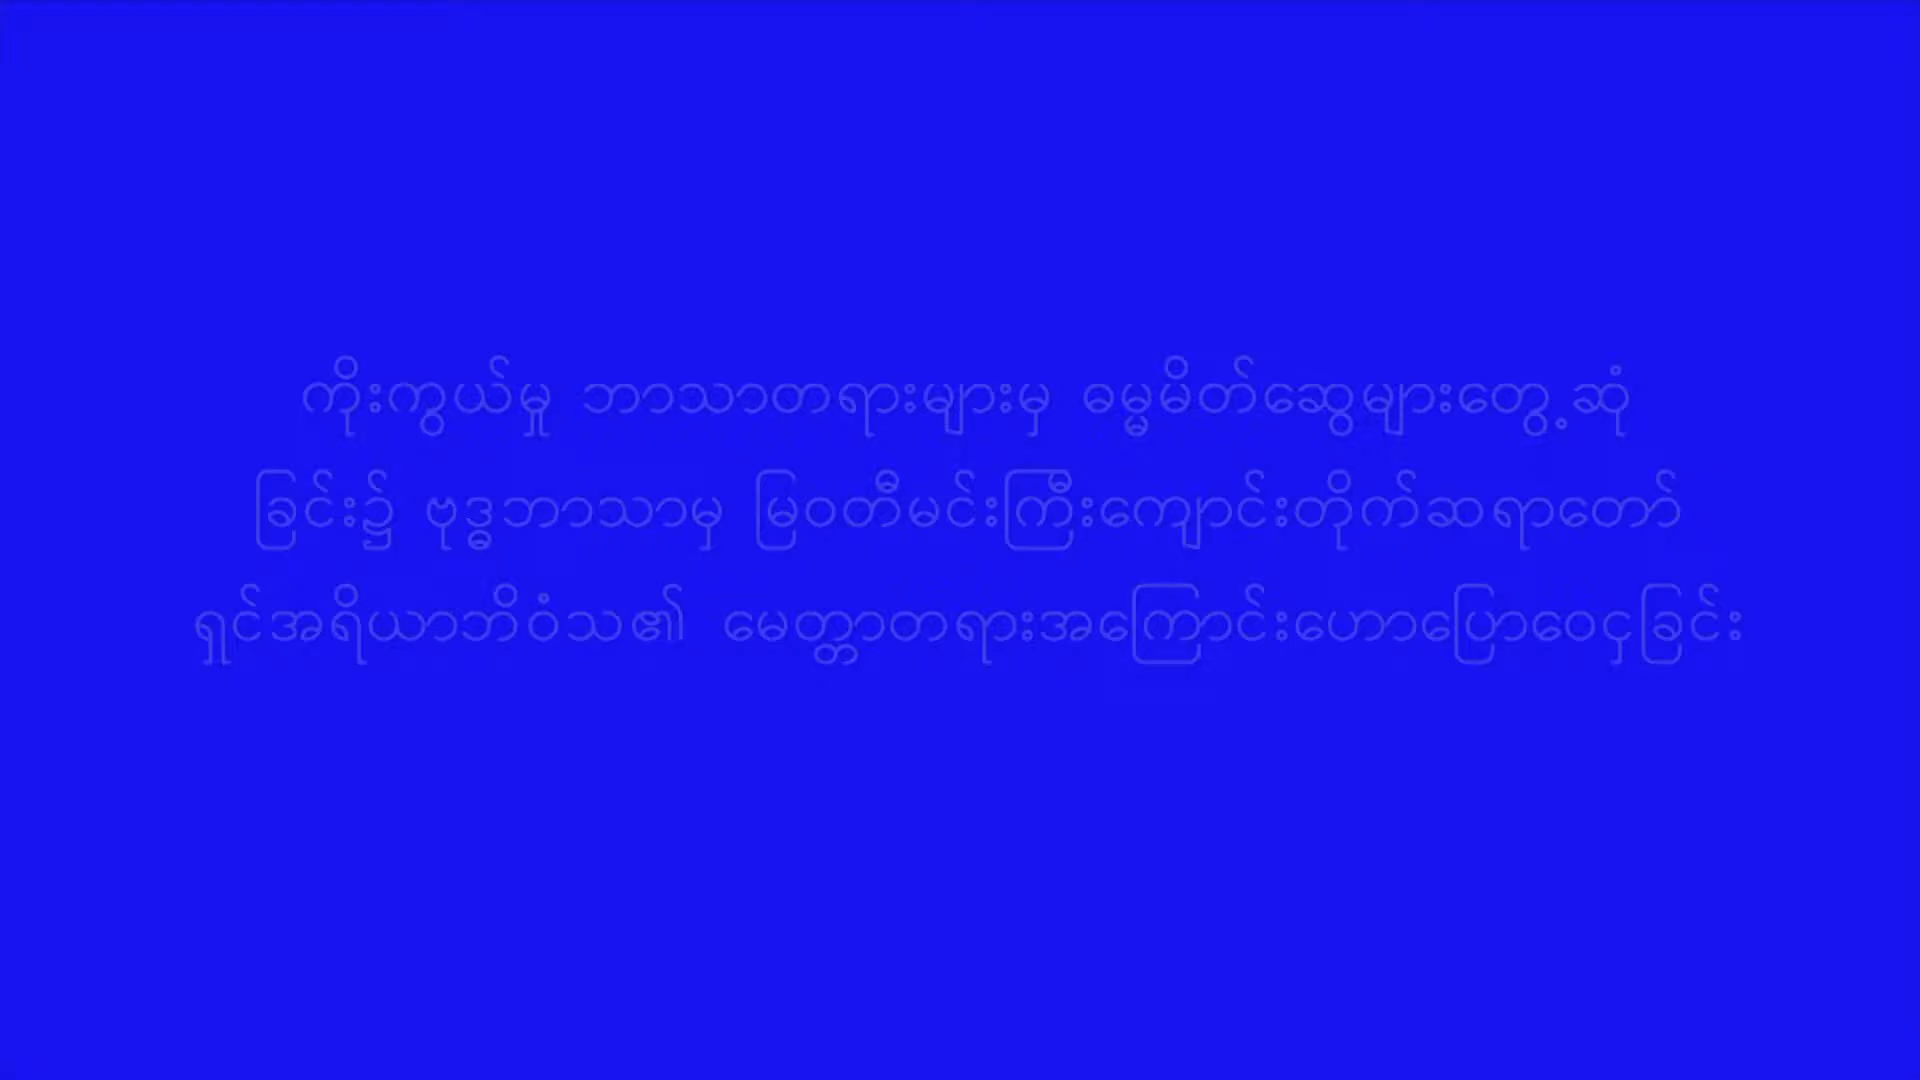 ကိုးကွယ်မှု ဘာသာတရားများမှ ဓမ္မမိတ်ဆွေများတွေ့ဆုံ
ခြင်း၌ ဗုဒ္ဓဘာသာမှ မြဝတီမင်းကြီးကျောင်းတိုက်ဆရာတော်
ရှင်အရိယာဘိဝံသ၏ မေတ္တာတရားအကြောင်းဟောပြောဝေငှခြင်း